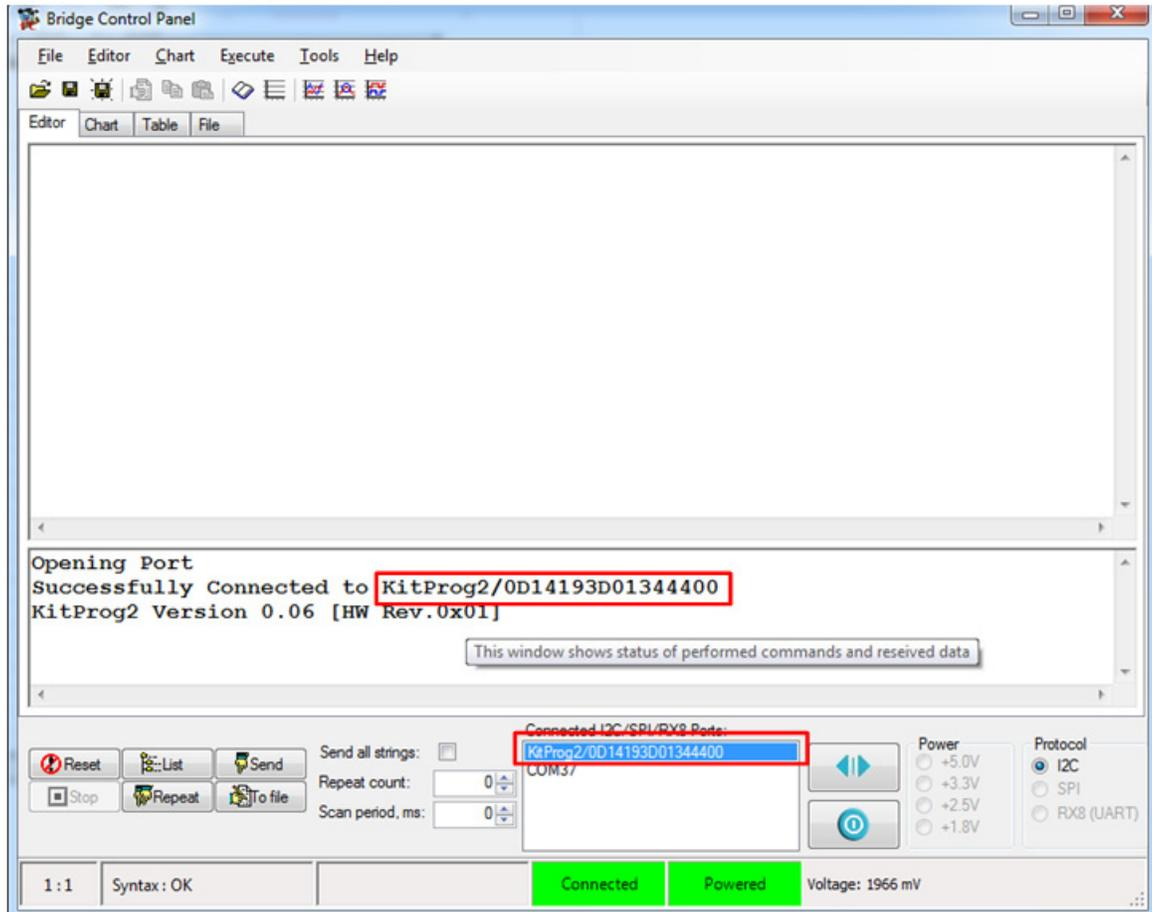 Bridge Control Panel
File Editor Chart Execute Tools Help
Editor Chart Table File
Opening Port
Successfully Connected to KitProg2/0D14193D01344400
KitProg2 Version 0.06 [HW Rev.0x01]
This window shows status of performed commands and reseived data
Connected I2C/SPI/RX8 Ports:
KitProg2/0D14193D01344400
COM37
Reset List Send
Stop Repeat To file
Send all strings:
Repeat count: 0
Scan period, ms: 0
Power
+5.0V
+3.3V
+2.5V
+1.8V
Protocol
I2C
SPI
RX8 (UART)
1:1 Syntax : OK Connected Powered Voltage: 1966 mV